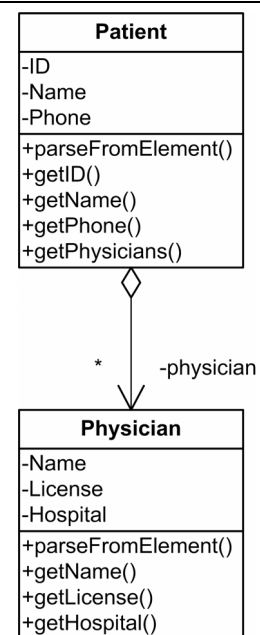 Patient
-ID
-Name
-Phone
+parseFromElement()
+getID()
+getName()
+getPhone()
+getPhysicians()
* -physician
Physician
-Name
-License
-Hospital
+parseFromElement()
+getName()
+getLicense()
+getHospital()